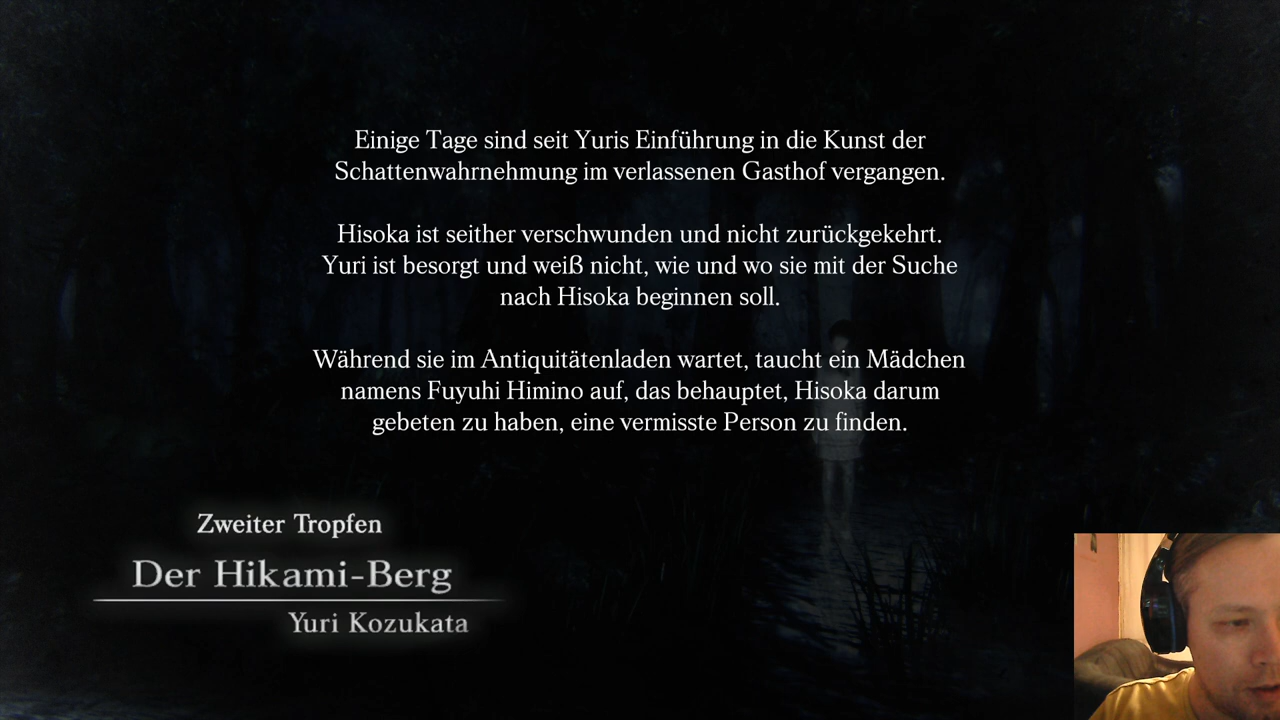 Einige Tage sind seit Yuris Einführung in die Kunst der
Schattenwahrnehmung im verlassenen Gasthof vergangen.
Hisoka ist seither verschwunden und nicht zurückgekehrt.
Yuri ist besorgt und weiß nicht, wie und wo sie mit der Suche
nach Hisoka beginnen soll.
Während sie im Antiquitätenladen wartet, taucht ein Mädchen
namens Fuyuhi Himino auf, das behauptet, Hisoka darum
gebeten zu haben, eine vermisste Person zu finden.
Zweiter Tropfen
Der Hikami-Berg
Yuri Kozukata